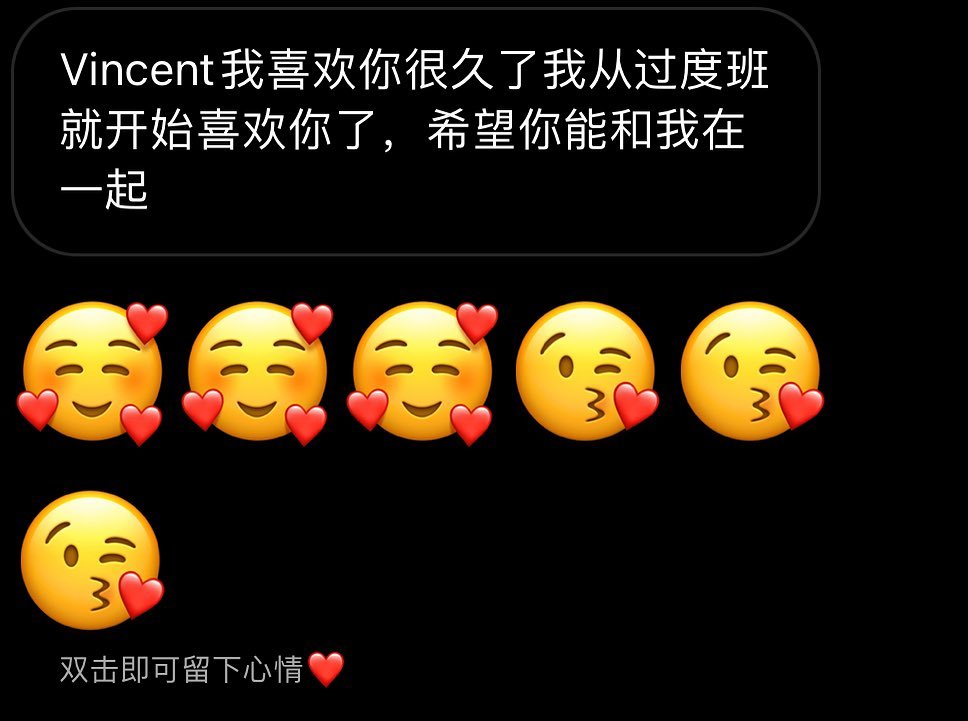 Vincent我喜欢你很久了我从过度班
就开始喜欢你了，希望你能和我在
一起
🥰🥰🥰😘😘
😘
双击即可留下心情❤️